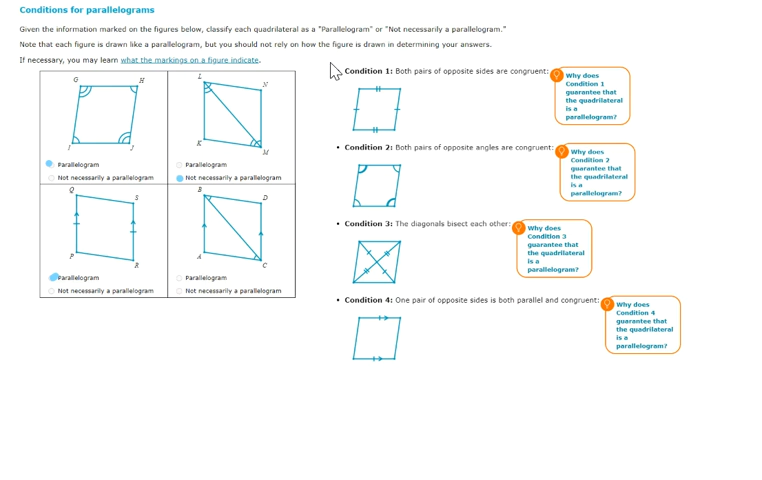 Conditions for parallelograms
Given the information marked on the figures below, classify each quadrilateral as a "Parallelogram" or "Not necessarily a parallelogram."
Note that each figure is drawn like a parallelogram, but you should not rely on how the figure is drawn in determining your answers.
If necessary, you may learn what the markings on a figure indicate.
G H
I J
Parallelogram
Not necessarily a parallelogram
L N
K M
Parallelogram
Not necessarily a parallelogram
Q S
P R
Parallelogram
Not necessarily a parallelogram
B D
A C
Parallelogram
Not necessarily a parallelogram
Condition 1: Both pairs of opposite sides are congruent:
Why does
Condition 1
guarantee that
the quadrilateral
is a
parallelogram?
• Condition 2: Both pairs of opposite angles are congruent:
Why does
Condition 2
guarantee that
the quadrilateral
is a
parallelogram?
• Condition 3: The diagonals bisect each other:
Why does
Condition 3
guarantee that
the quadrilateral
is a
parallelogram?
• Condition 4: One pair of opposite sides is both parallel and congruent:
Why does
Condition 4
guarantee that
the quadrilateral
is a
parallelogram?